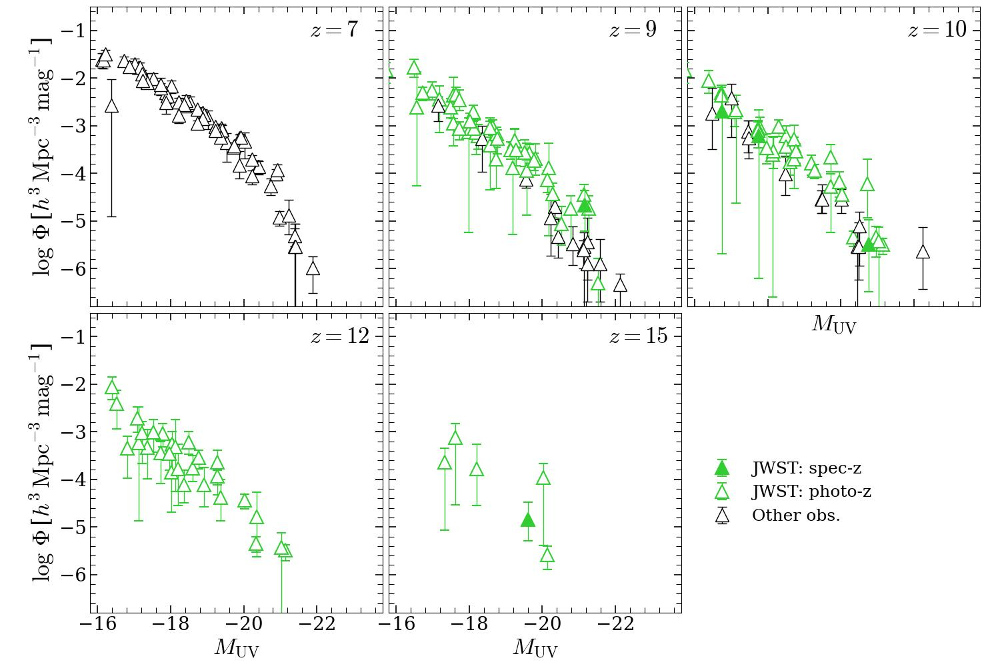 z = 7
z = 9
z = 10
−1
−2
−3
−4
−5
−6
log Φ [h³ Mpc⁻³ mag⁻¹]
M_UV
z = 12
z = 15
−1
−2
−3
−4
−5
−6
log Φ [h³ Mpc⁻³ mag⁻¹]
JWST: spec-z
JWST: photo-z
Other obs.
−16 −18 −20 −22 −16 −18 −20 −22
M_UV M_UV